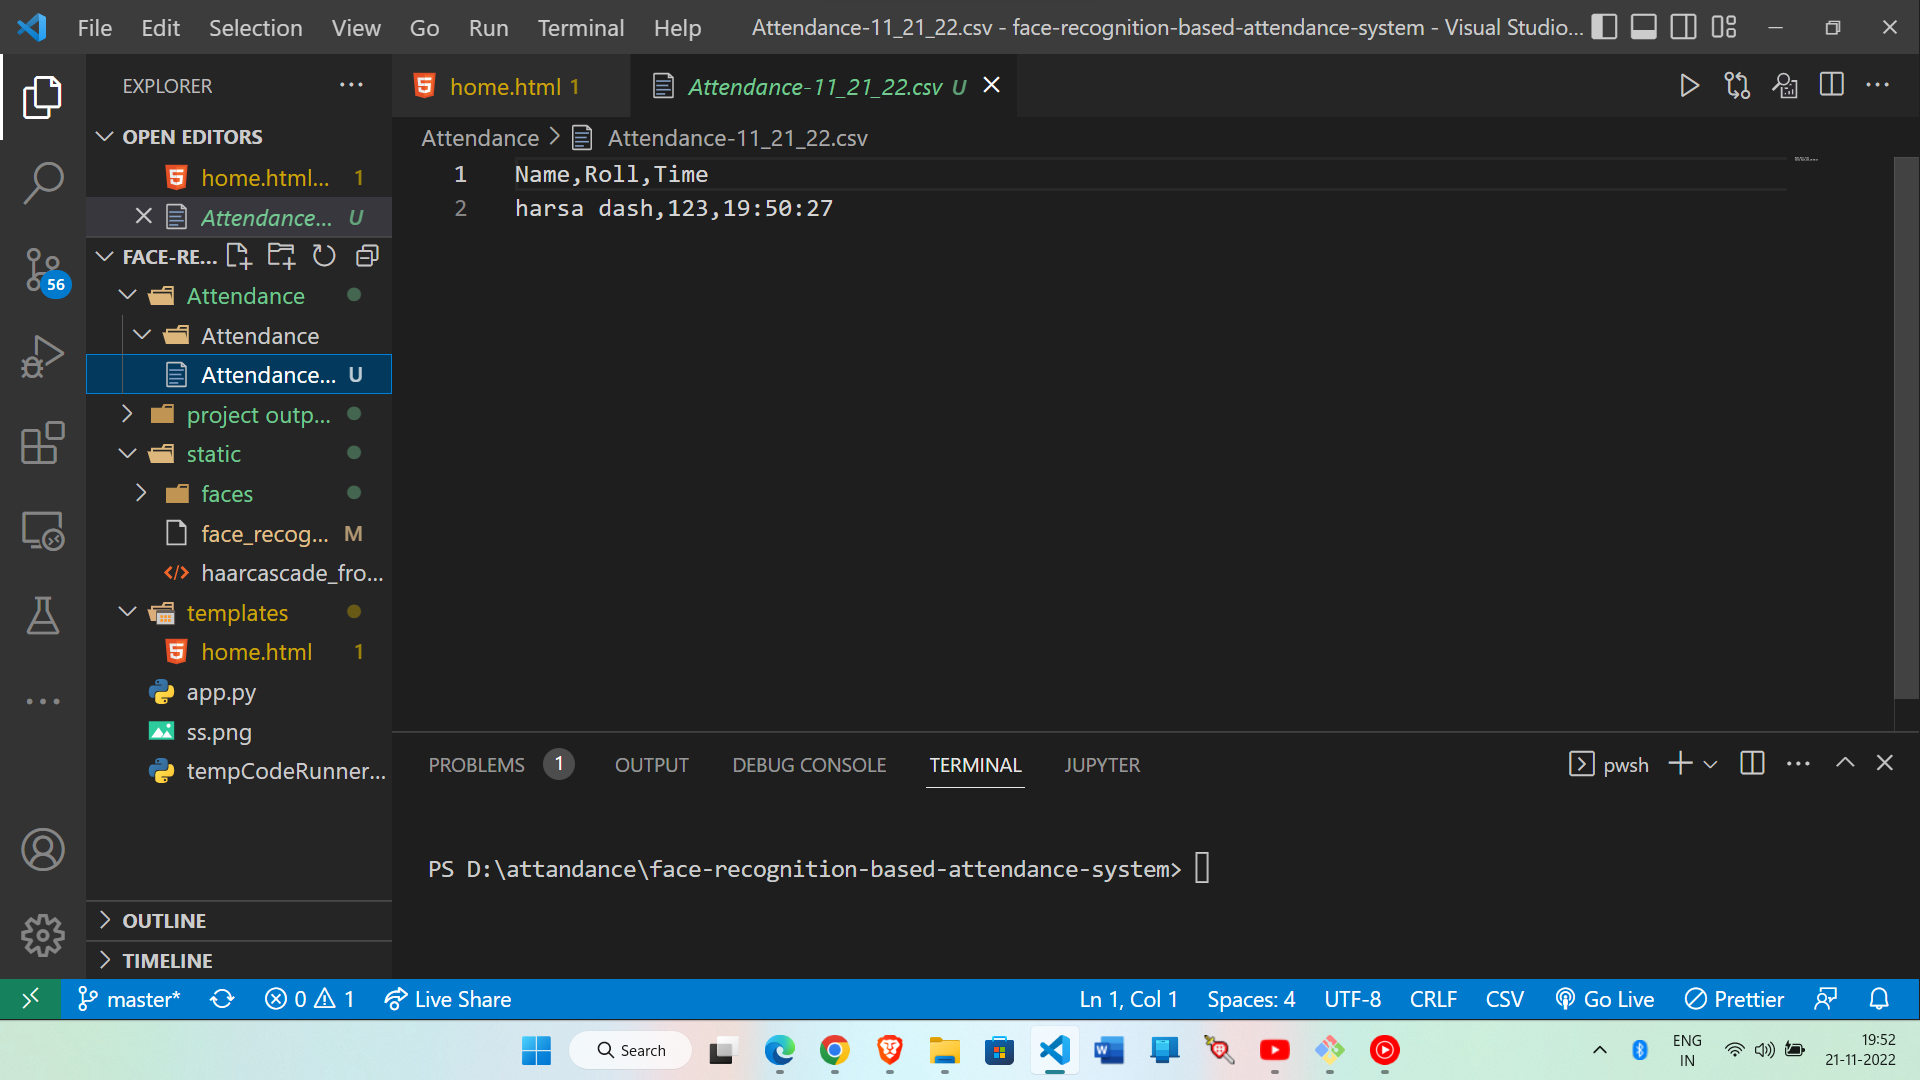 File Edit Selection View Go Run Terminal Help Attendance-11_21_22.csv - face-recognition-based-attendance-system - Visual Studio...
EXPLORER
OPEN EDITORS
home.html... 1
Attendance... U
FACE-RE...
Attendance
Attendance
Attendance... U
project outp...
static
faces
face_recog... M
haarcascade_fro...
templates
home.html 1
app.py
ss.png
tempCodeRunner...
OUTLINE
TIMELINE
56
home.html 1 Attendance-11_21_22.csv U
Attendance > Attendance-11_21_22.csv
1 Name,Roll,Time
2 harsa dash,123,19:50:27
PROBLEMS 1 OUTPUT DEBUG CONSOLE TERMINAL JUPYTER pwsh
PS D:\attandance\face-recognition-based-attendance-system>
master* 0 1 Live Share Ln 1, Col 1 Spaces: 4 UTF-8 CRLF CSV Go Live Prettier
Search
ENG
IN
19:52
21-11-2022